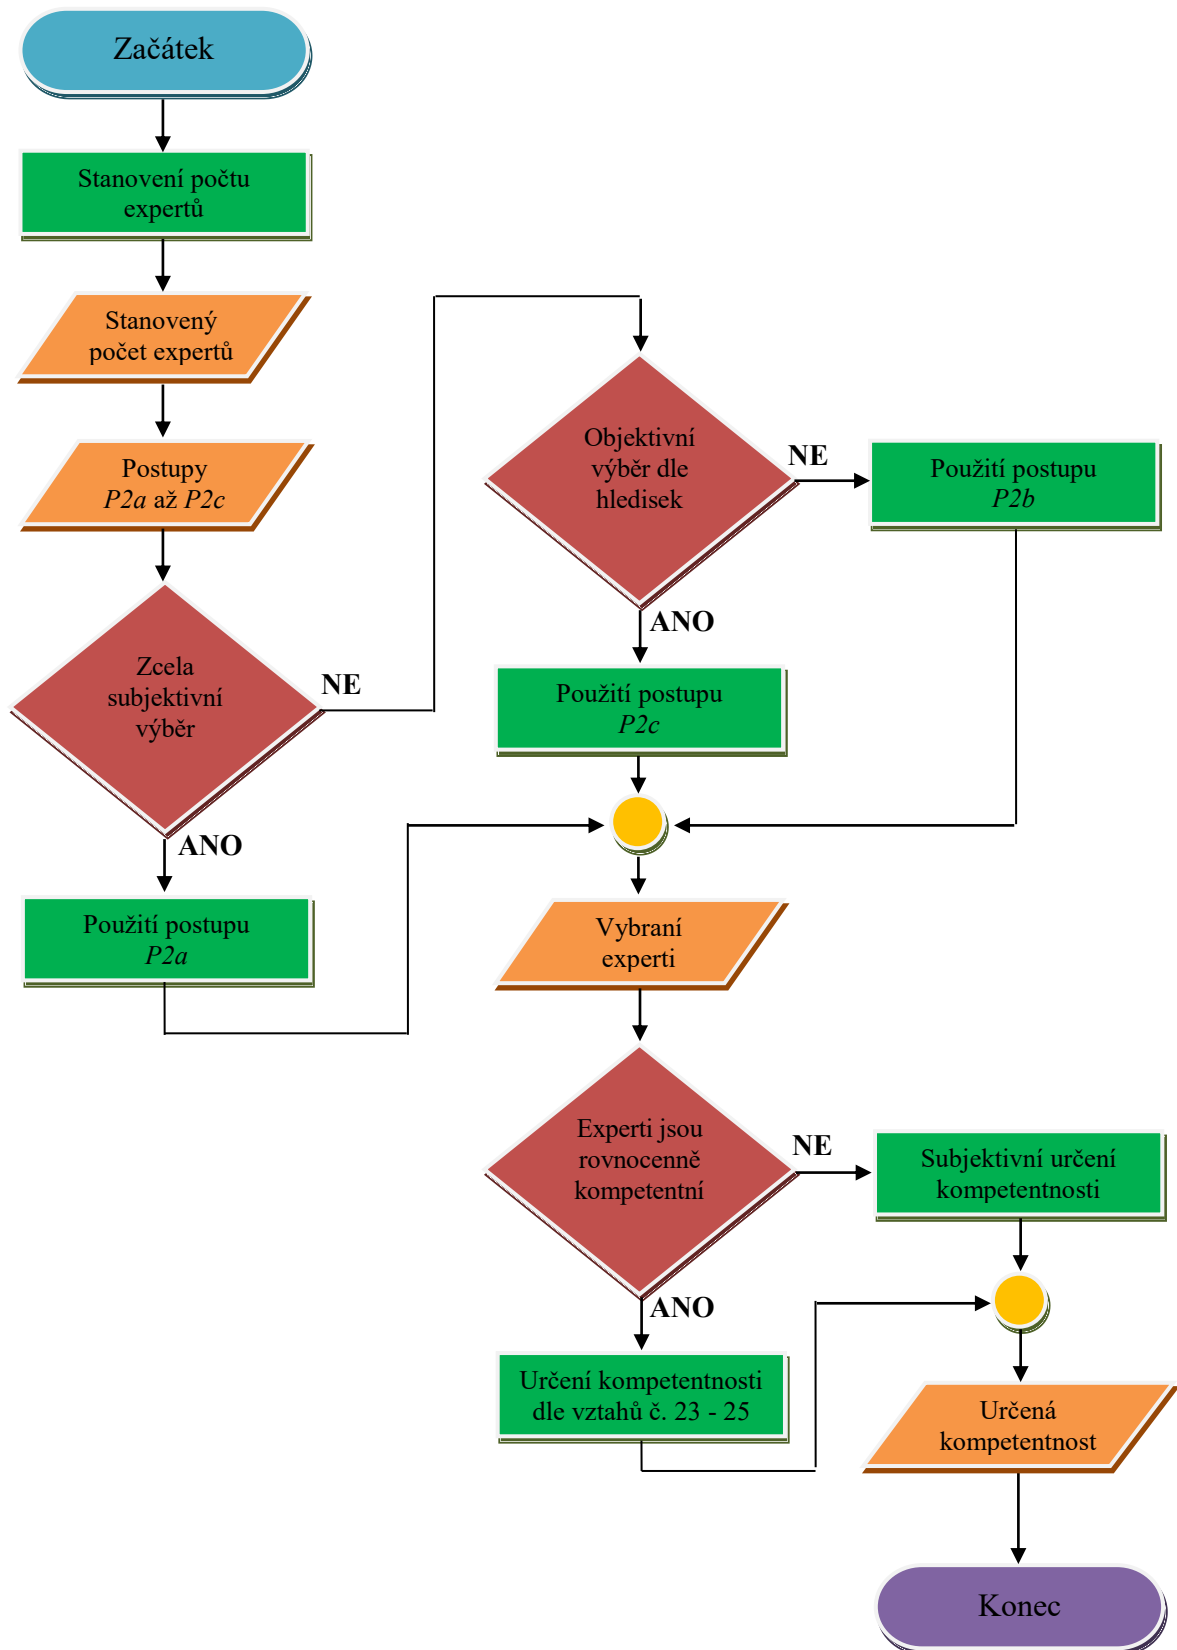 Začátek
Stanovení počtu
expertů
Stanovený
počet expertů
Postupy
P2a až P2c
Zcela
subjektivní
výběr
NE
ANO
Použití postupu
P2a
Objektivní
výběr dle
hledisek
NE
Použití postupu
P2b
ANO
Použití postupu
P2c
Vybraní
experti
Experti jsou
rovnocenně
kompetentní
NE
Subjektivní určení
kompetentnosti
ANO
Určení kompetentnosti
dle vztahů č. 23 - 25
Určená
kompetentnost
Konec